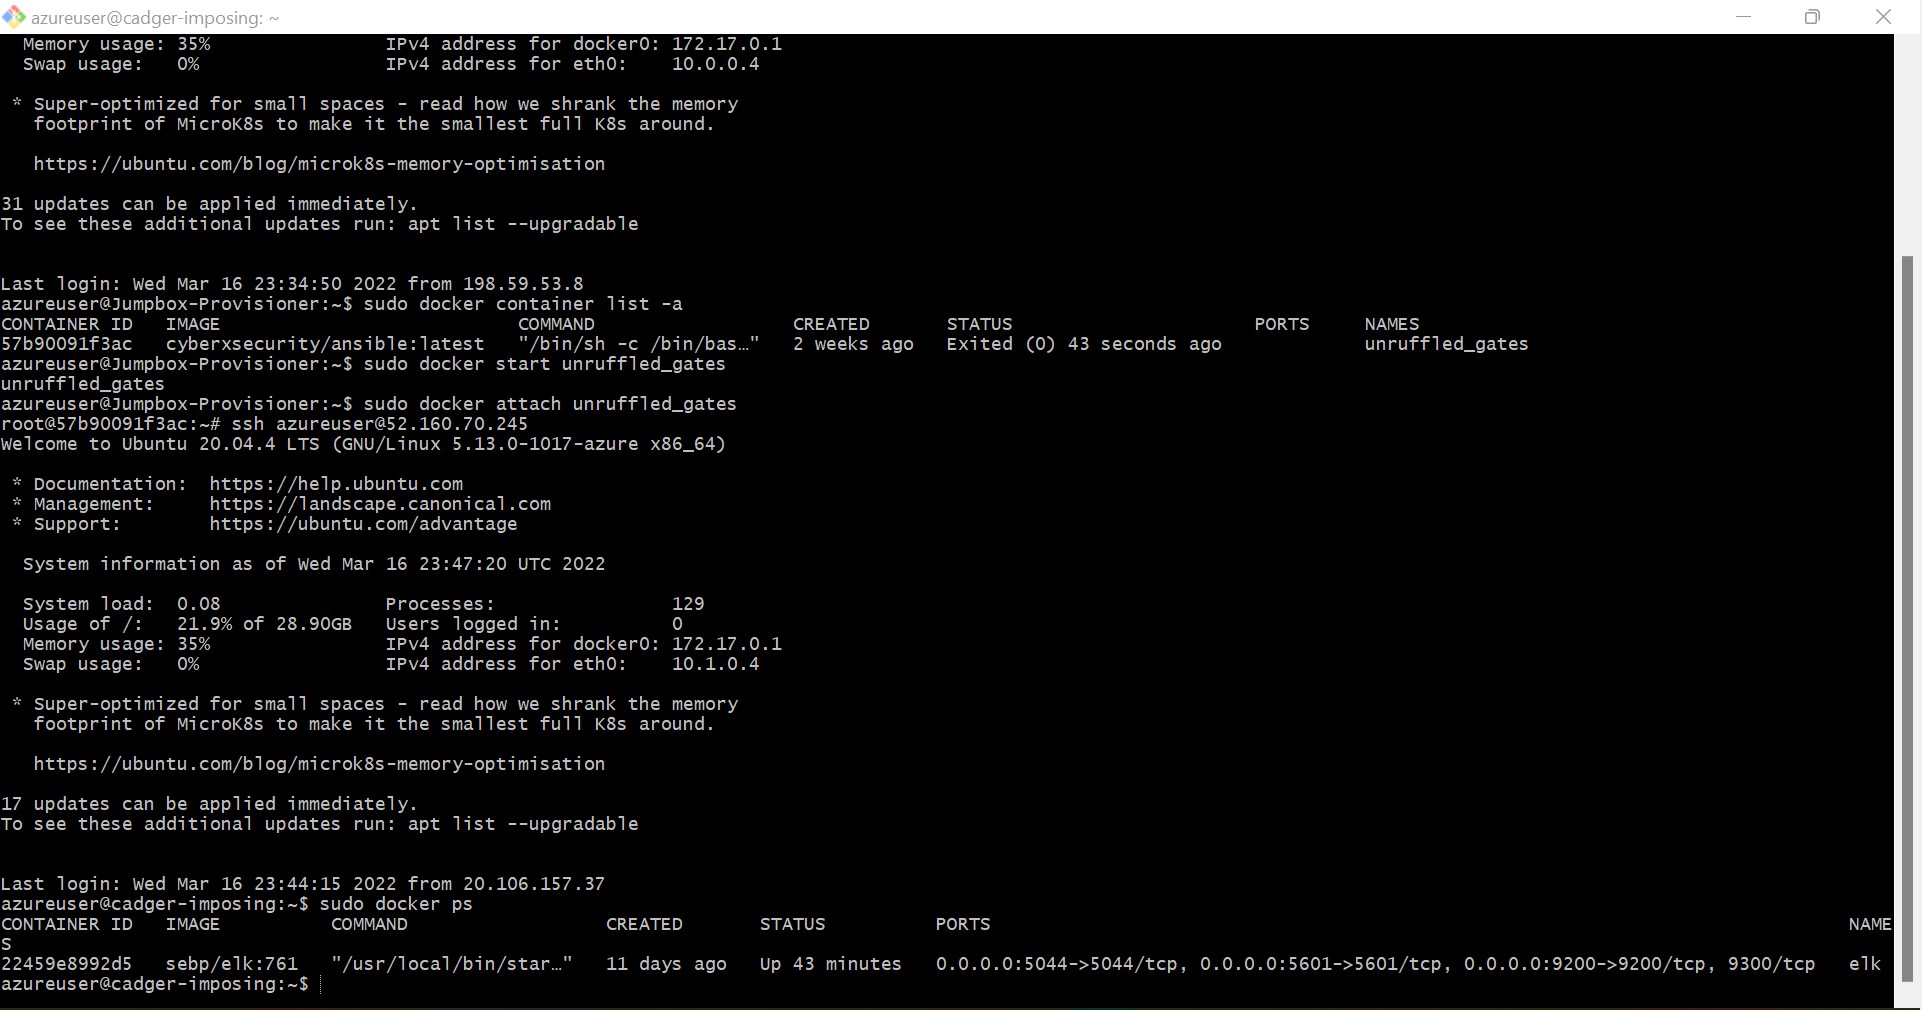 azureuser@cadger-imposing: ~
Memory usage: 35%                IPv4 address for docker0: 172.17.0.1
Swap usage:   0%                 IPv4 address for eth0:    10.0.0.4
* Super-optimized for small spaces - read how we shrank the memory
footprint of MicroK8s to make it the smallest full K8s around.
https://ubuntu.com/blog/microk8s-memory-optimisation
31 updates can be applied immediately.
To see these additional updates run: apt list --upgradable
Last login: Wed Mar 16 23:34:50 2022 from 198.59.53.8
azureuser@Jumpbox-Provisioner:~$ sudo docker container list -a
CONTAINER ID   IMAGE                           COMMAND                  CREATED       STATUS                      PORTS     NAMES
57b90091f3ac   cyberxsecurity/ansible:latest   "/bin/sh -c /bin/bas…"   2 weeks ago   Exited (0) 43 seconds ago             unruffled_gates
azureuser@Jumpbox-Provisioner:~$ sudo docker start unruffled_gates
unruffled_gates
azureuser@Jumpbox-Provisioner:~$ sudo docker attach unruffled_gates
root@57b90091f3ac:~# ssh azureuser@52.160.70.245
Welcome to Ubuntu 20.04.4 LTS (GNU/Linux 5.13.0-1017-azure x86_64)
* Documentation:  https://help.ubuntu.com
* Management:     https://landscape.canonical.com
* Support:        https://ubuntu.com/advantage
System information as of Wed Mar 16 23:47:20 UTC 2022
System load:  0.08               Processes:                129
Usage of /:   21.9% of 28.90GB   Users logged in:          0
Memory usage: 35%                IPv4 address for docker0: 172.17.0.1
Swap usage:   0%                 IPv4 address for eth0:    10.1.0.4
* Super-optimized for small spaces - read how we shrank the memory
footprint of MicroK8s to make it the smallest full K8s around.
https://ubuntu.com/blog/microk8s-memory-optimisation
17 updates can be applied immediately.
To see these additional updates run: apt list --upgradable
Last login: Wed Mar 16 23:44:15 2022 from 20.106.157.37
azureuser@cadger-imposing:~$ sudo docker ps
CONTAINER ID   IMAGE          COMMAND                  CREATED       STATUS          PORTS                                                                              NAME
S
22459e8992d5   sebp/elk:761   "/usr/local/bin/star…"   11 days ago   Up 43 minutes   0.0.0.0:5044->5044/tcp, 0.0.0.0:5601->5601/tcp, 0.0.0.0:9200->9200/tcp, 9300/tcp   elk
azureuser@cadger-imposing:~$